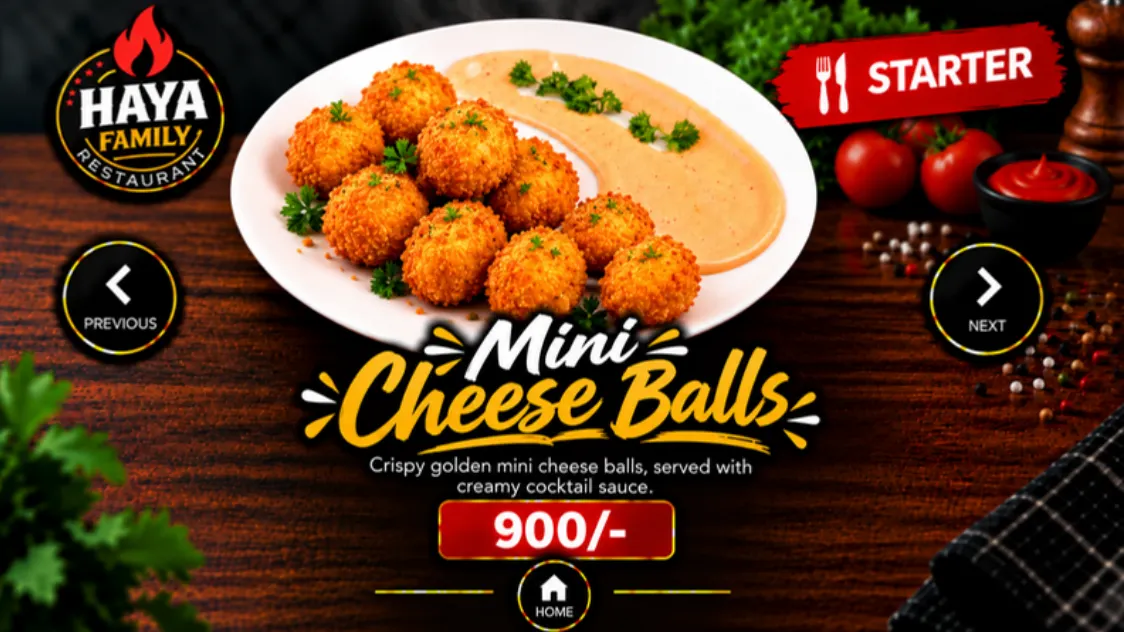 HAYA
FAMILY
RESTAURANT
STARTER
PREVIOUS
NEXT
Mini
Cheese Balls
Crispy golden mini cheese balls, served with
creamy cocktail sauce.
900/-
HOME